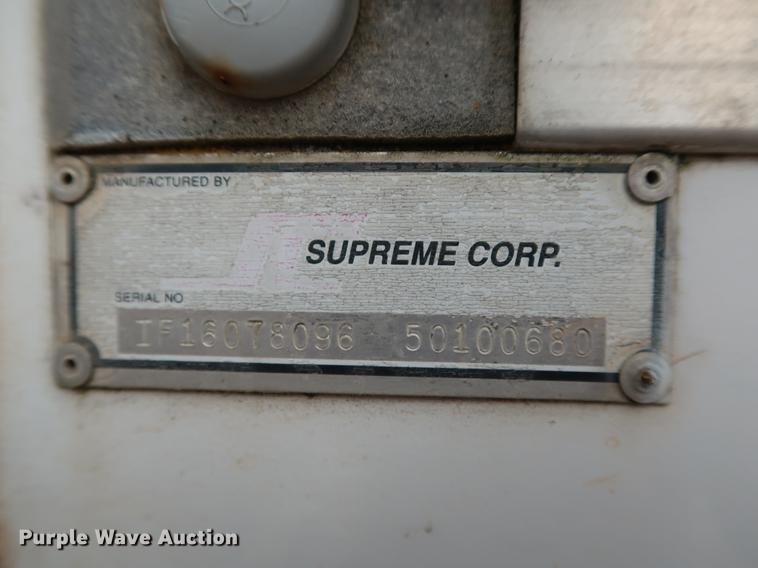 MANUFACTURED BY
SUPREME CORP.
SERIAL NO
IF16078096 50100680
Purple Wave Auction